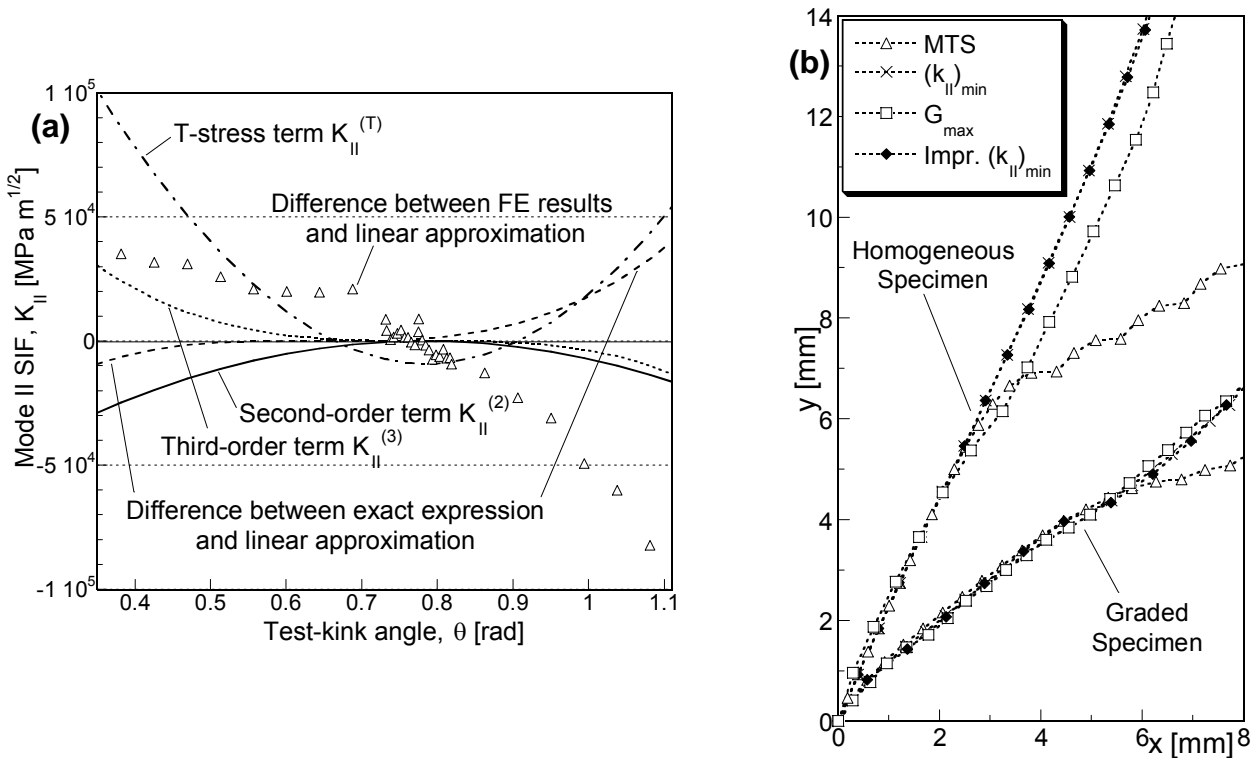 (a)
1 10^5
5 10^4
0
-5 10^4
-1 10^5
Mode II SIF, K_II [MPa m^1/2]
T-stress term K_II^(T)
Difference between FE results
and linear approximation
Second-order term K_II^(2)
Third-order term K_II^(3)
Difference between exact expression
and linear approximation
0.4 0.5 0.6 0.7 0.8 0.9 1 1.1
Test-kink angle, θ [rad]
(b)
MTS
(k_II)_min
G_max
Impr. (k_II)_min
14
12
10
8
6
4
2
0
y [mm]
Homogeneous
Specimen
Graded
Specimen
0 2 4 6 8
x [mm]